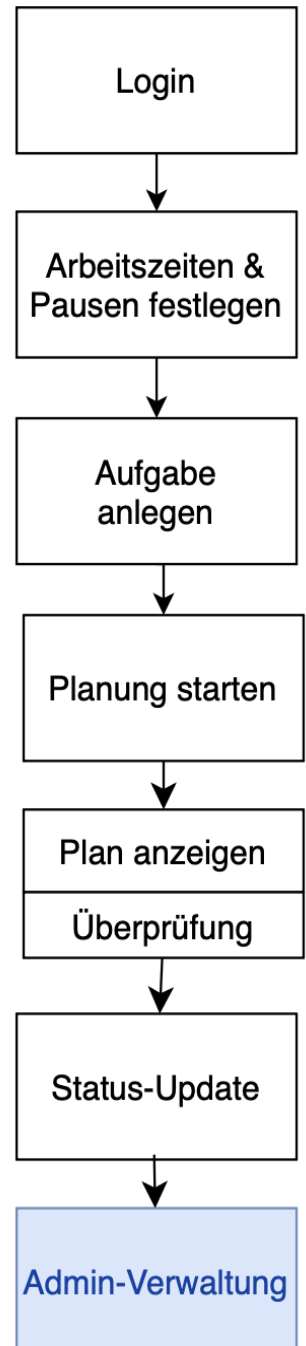 Login
Arbeitszeiten &
Pausen festlegen
Aufgabe
anlegen
Planung starten
Plan anzeigen
Überprüfung
Status-Update
Admin-Verwaltung